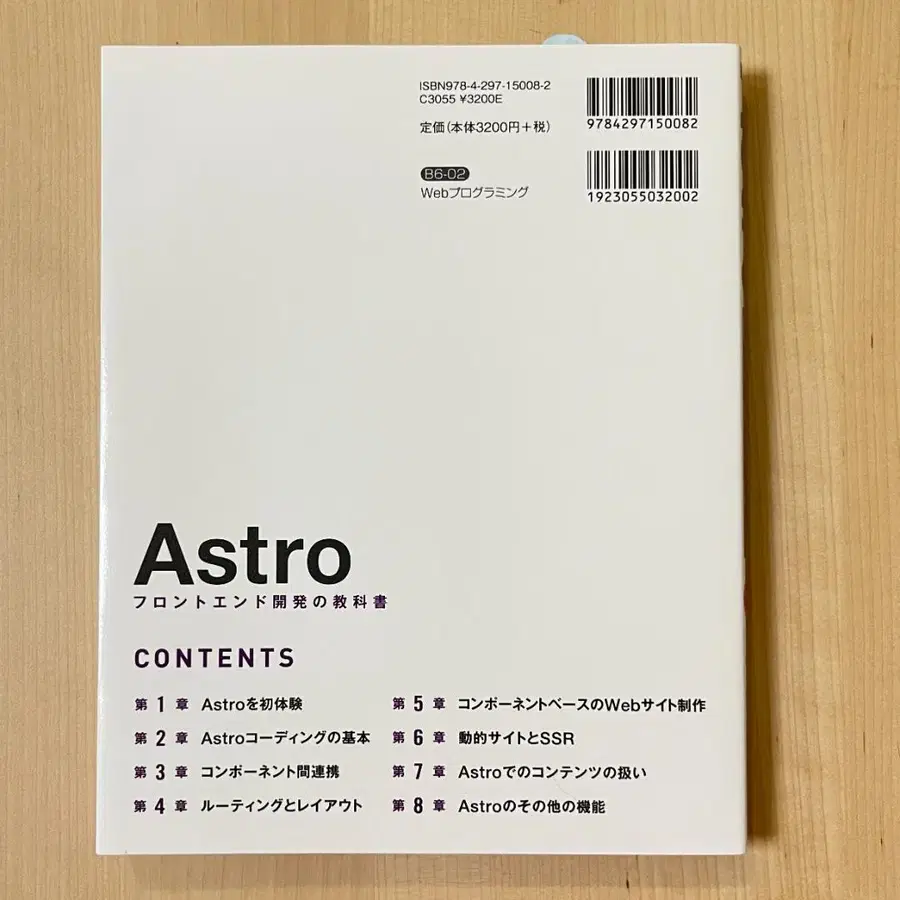 ISBN978-4-297-15008-2
C3055 ¥3200E
9784297150082
定価(本体3200円+税)
B6-02
Webプログラミング
1923055032002
Astro
フロントエンド開発の教科書
CONTENTS
第1章 Astroを初体験
第2章 Astroコーディングの基本
第3章 コンポーネント間連携
第4章 ルーティングとレイアウト
第5章 コンポーネントベースのWebサイト制作
第6章 動的サイトとSSR
第7章 Astroでのコンテンツの扱い
第8章 Astroのその他の機能